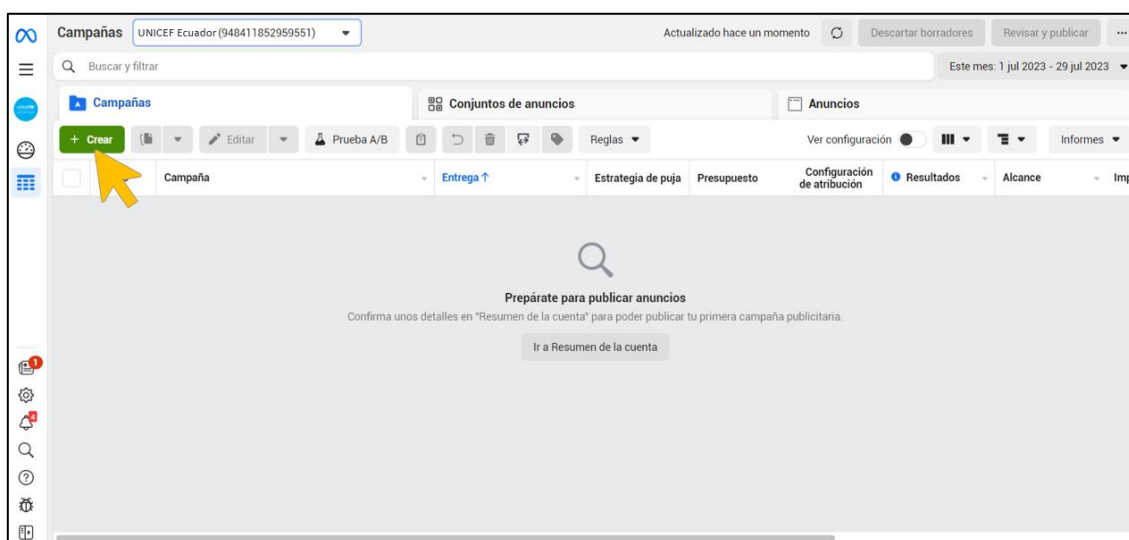 Campañas UNICEF Ecuador (948411852959551) Actualizado hace un momento Descartar borradores Revisar y publicar ...
Buscar y filtrar Este mes: 1 jul 2023 - 29 jul 2023
Campañas Conjuntos de anuncios Anuncios
+ Crear Editar Prueba A/B Reglas Ver configuración Informes
Campaña Entrega ↑ Estrategia de puja Presupuesto Configuración de atribución Resultados Alcance Imp
Prepárate para publicar anuncios
Confirma unos detalles en "Resumen de la cuenta" para poder publicar tu primera campaña publicitaria.
Ir a Resumen de la cuenta
1
4